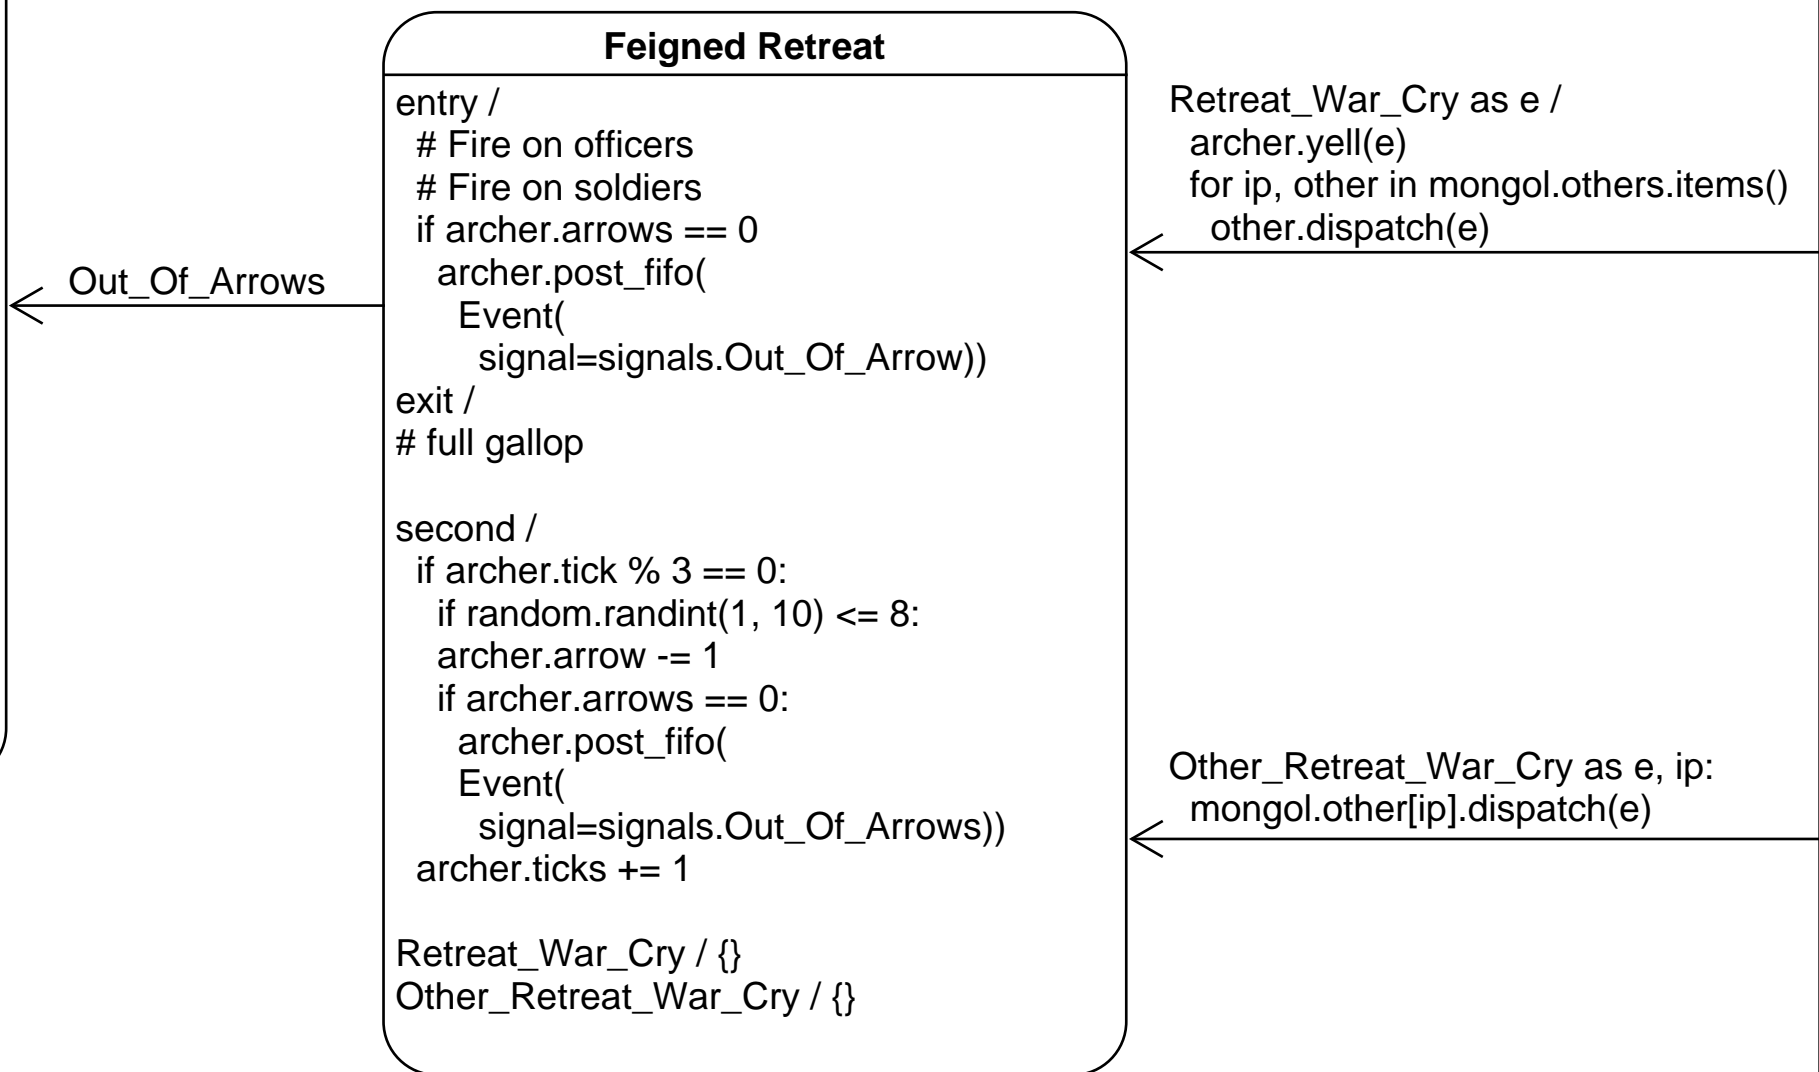 Feigned Retreat
entry /
# Fire on officers
# Fire on soldiers
if archer.arrows == 0
archer.post_fifo(
Event(
signal=signals.Out_Of_Arrow))
exit /
# full gallop
second /
if archer.tick % 3 == 0:
if random.randint(1, 10) <= 8:
archer.arrow -= 1
if archer.arrows == 0:
archer.post_fifo(
Event(
signal=signals.Out_Of_Arrows))
archer.ticks += 1
Retreat_War_Cry / {}
Other_Retreat_War_Cry / {}
Out_Of_Arrows
Retreat_War_Cry as e /
archer.yell(e)
for ip, other in mongol.others.items()
other.dispatch(e)
Other_Retreat_War_Cry as e, ip:
mongol.other[ip].dispatch(e)